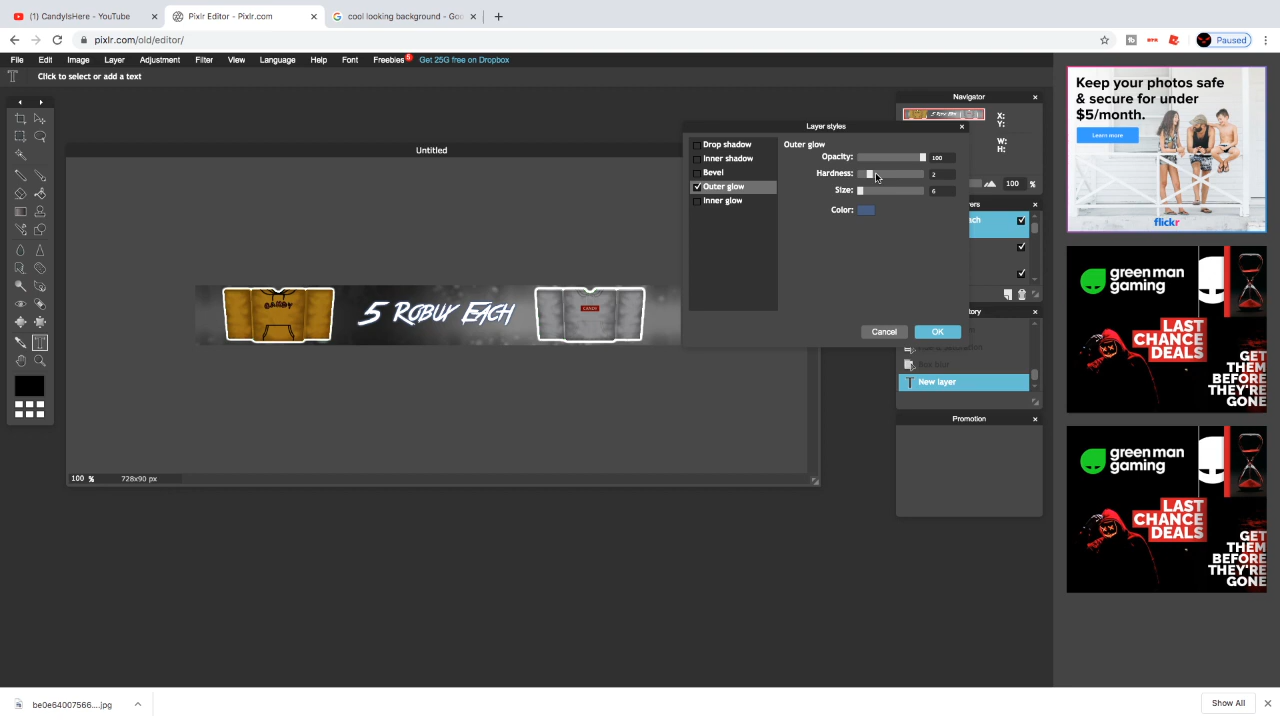 (1) CandyIsHere - YouTube
Pixlr Editor - Pixlr.com
cool looking background - Goo
pixlr.com/old/editor/
Paused
File Edit Image Layer Adjustment Filter View Language Help Font Freebies 5 Get 25G free on Dropbox
Click to select or add a text
Untitled
CANDY
5 Robux Each
CANDY
100 % 728x90 px
Layer styles
Drop shadow
Inner shadow
Bevel
Outer glow
Inner glow
Outer glow
Opacity: 100
Hardness: 2
Size: 6
Color:
Cancel OK
Navigator
X:
Y:
W:
H:
100 %
New layer
Promotion
Keep your photos safe
& secure for under
$5/month.
Learn more
flickr
green man
gaming
LAST
CHANCE
DEALS
GET
THEM
BEFORE
THEY'RE
GONE
green man
gaming
LAST
CHANCE
DEALS
GET
THEM
BEFORE
THEY'RE
GONE
be0e64007566....jpg
Show All